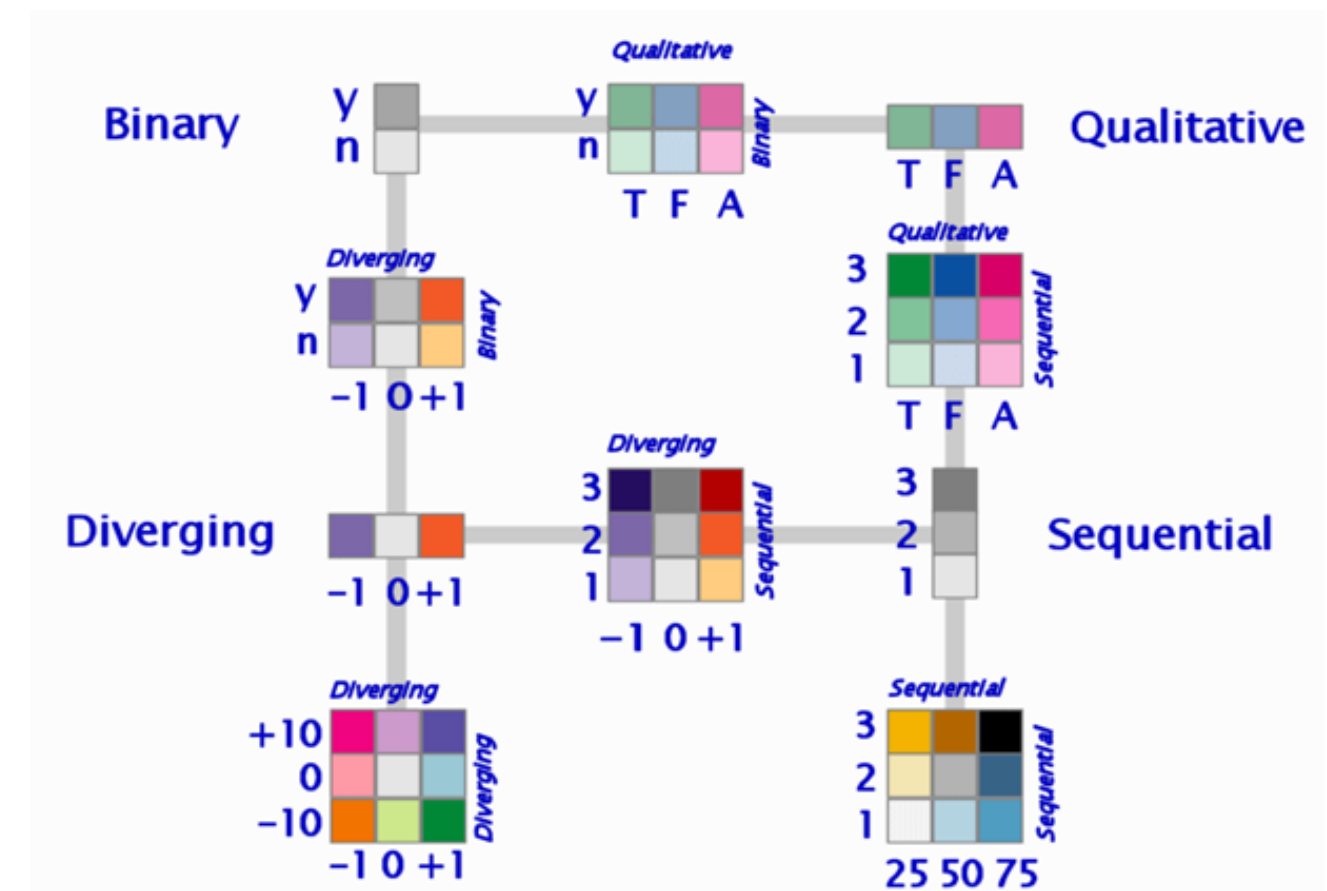 Qualitative
Binary
y
n
y
n
Binary
T F A
Qualitative
T F A
Diverging
y
n
Binary
−1 0 +1
Qualitative
3
2
1
Sequential
T F A
Diverging
−1 0 +1
Diverging
3
2
1
Sequential
−1 0 +1
3
2
1
Sequential
Diverging
+10
0
−10
Diverging
−1 0 +1
Sequential
3
2
1
Sequential
25 50 75